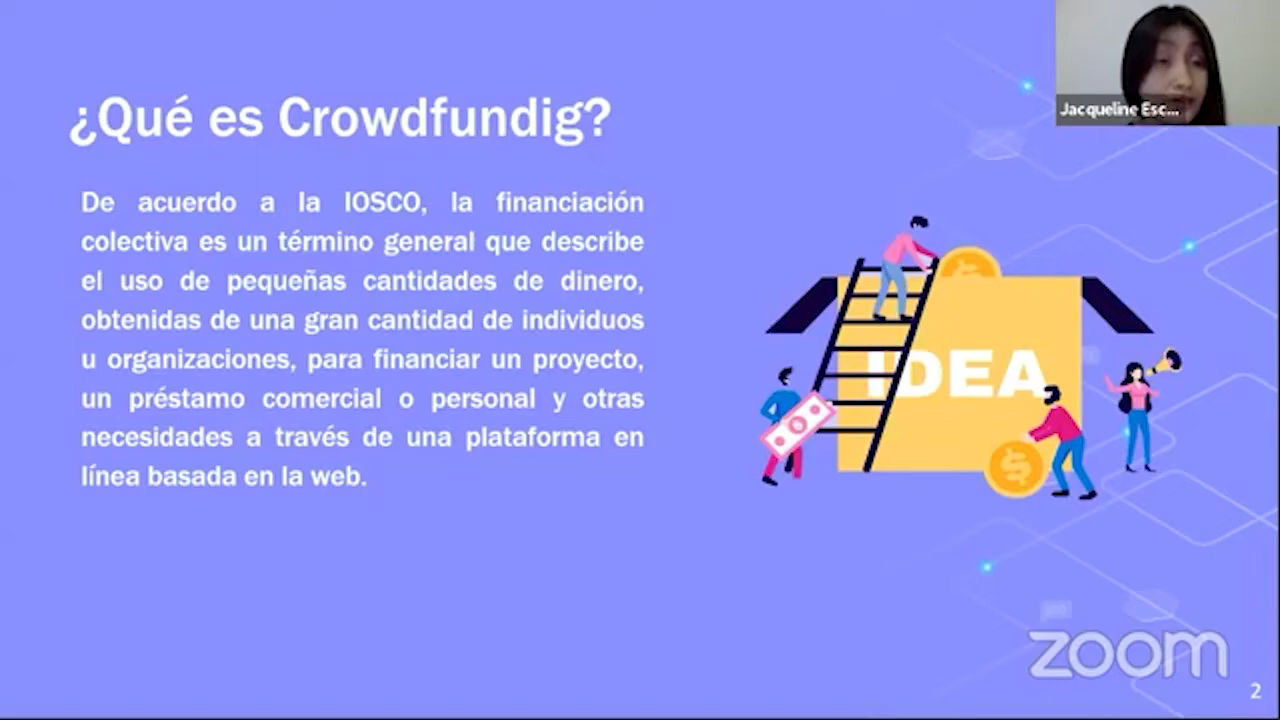 ¿Qué es Crowdfundig?
Jacqueline Esc...
De acuerdo a la IOSCO, la financiación
colectiva es un término general que describe
el uso de pequeñas cantidades de dinero,
obtenidas de una gran cantidad de individuos
u organizaciones, para financiar un proyecto,
un préstamo comercial o personal y otras
necesidades a través de una plataforma en
línea basada en la web.
IDEA
zoom
2